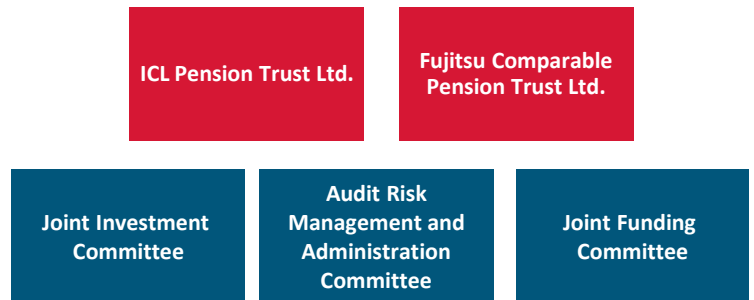 ICL Pension Trust Ltd.
Fujitsu Comparable
Pension Trust Ltd.
Joint Investment
Committee
Audit Risk
Management and
Administration
Committee
Joint Funding
Committee